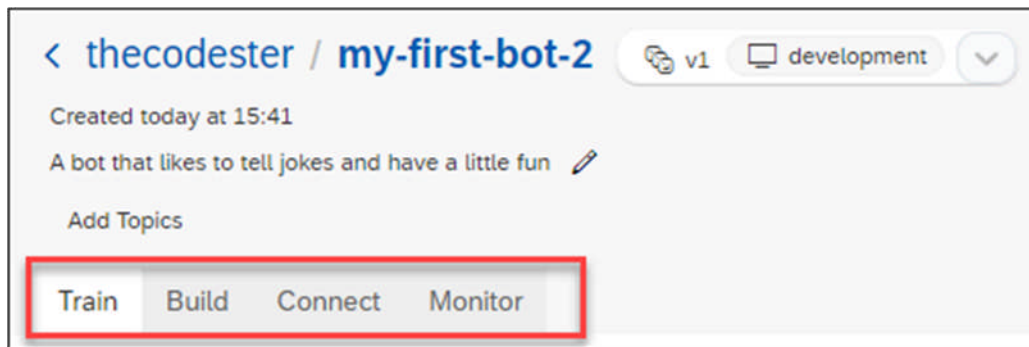 thecodester / my-first-bot-2 v1 development
Created today at 15:41
A bot that likes to tell jokes and have a little fun
Add Topics
Train Build Connect Monitor